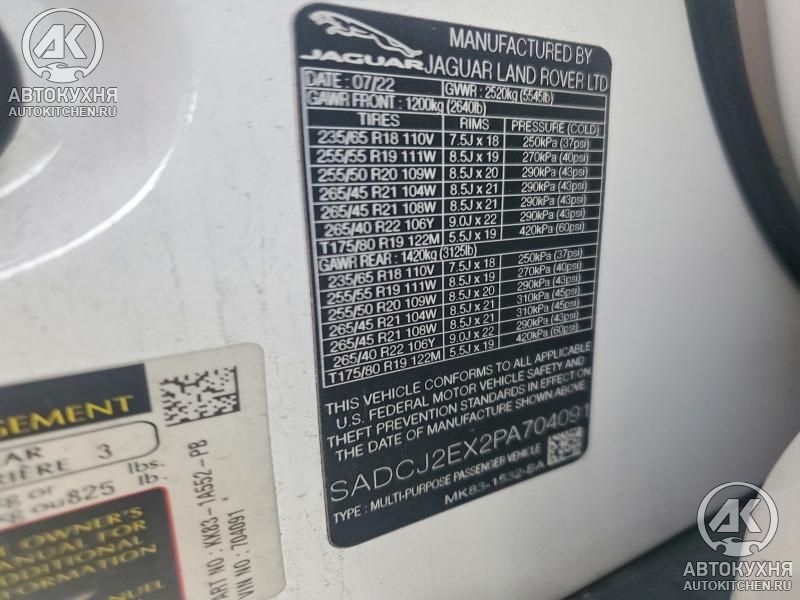 АВТОКУХНЯ
AUTOKITCHEN.RU
JAGUAR
MANUFACTURED BY
JAGUAR LAND ROVER LTD
DATE : 07/22 GVWR : 2520kg (5545lb)
GAWR FRONT : 1200kg (2640lb)
TIRES RIMS PRESSURE (COLD)
235/65 R18 110V 7.5J x 18 250kPa (37psi)
255/55 R19 111W 8.5J x 19 270kPa (40psi)
255/50 R20 109W 8.5J x 20 290kPa (43psi)
265/45 R21 104W 8.5J x 21 290kPa (43psi)
265/45 R21 108W 8.5J x 21 290kPa (43psi)
265/40 R22 106Y 9.0J x 22 290kPa (43psi)
T175/80 R19 122M 5.5J x 19 420kPa (60psi)
GAWR REAR : 1420kg (3125lb)
235/65 R18 110V 7.5J x 18 250kPa (37psi)
255/55 R19 111W 8.5J x 19 270kPa (40psi)
255/50 R20 109W 8.5J x 20 290kPa (43psi)
265/45 R21 104W 8.5J x 21 310kPa (45psi)
265/45 R21 108W 8.5J x 21 310kPa (45psi)
265/40 R22 106Y 9.0J x 22 290kPa (43psi)
T175/80 R19 122M 5.5J x 19 420kPa (60psi)
THIS VEHICLE CONFORMS TO ALL APPLICABLE
U.S. FEDERAL MOTOR VEHICLE SAFETY AND
THEFT PREVENTION STANDARDS IN EFFECT ON
THE DATE OF MANUFACTURE SHOWN ABOVE
SADCJ2EX2PA704091
TYPE : MULTI-PURPOSE PASSENGER VEHICLE
MK83-1532-BA
3
kg or lbs.
ou 825 lb.
OWNER'S
MANUAL FOR
PART NO : KK83-1A552-PB
VIN NO : 704091
АК
АВТОКУХНЯ
AUTOKITCHEN.RU